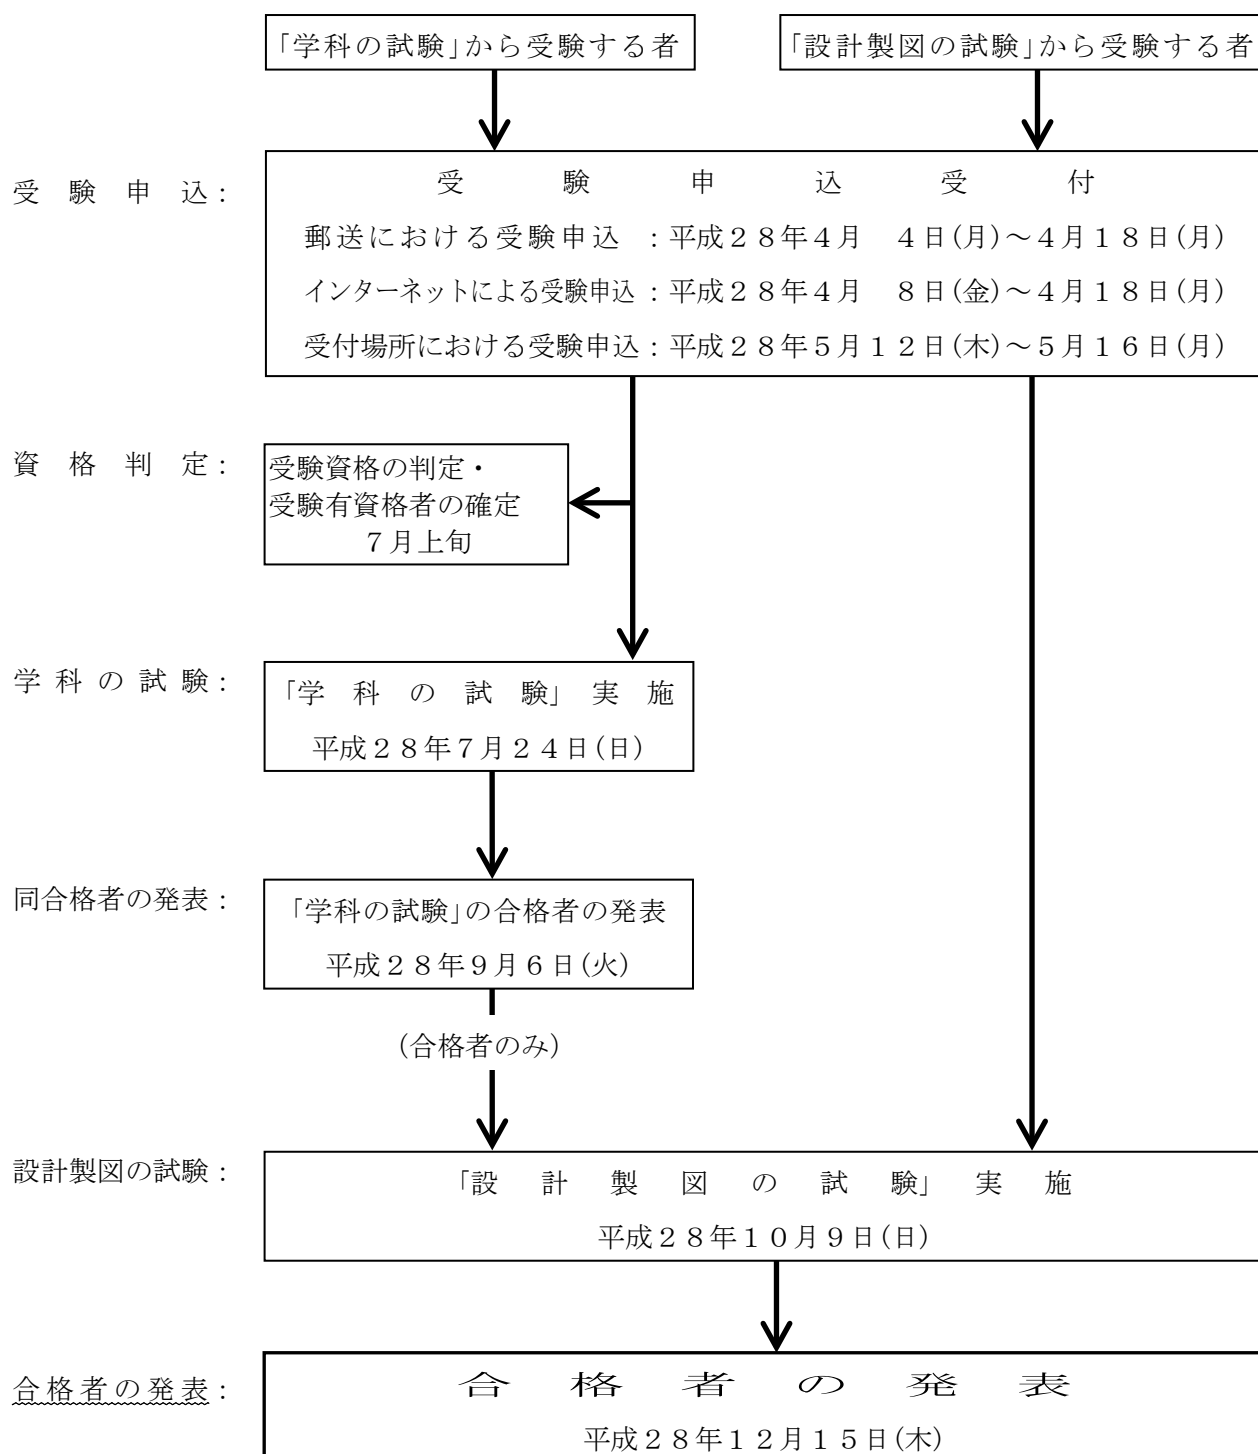 「学科の試験」から受験する者
「設計製図の試験」から受験する者
受験申込：
受験申込受付
郵送における受験申込　：平成２８年４月　４日(月)～４月１８日(月)
インターネットによる受験申込：平成２８年４月　８日(金)～４月１８日(月)
受付場所における受験申込：平成２８年５月１２日(木)～５月１６日(月)
資格判定：
受験資格の判定・
受験有資格者の確定
７月上旬
学科の試験：
「学科の試験」実施
平成２８年７月２４日(日)
同合格者の発表：
「学科の試験」の合格者の発表
平成２８年９月６日(火)
(合格者のみ)
設計製図の試験：
「設計製図の試験」実施
平成２８年１０月９日(日)
合格者の発表：
合格者の発表
平成２８年１２月１５日(木)